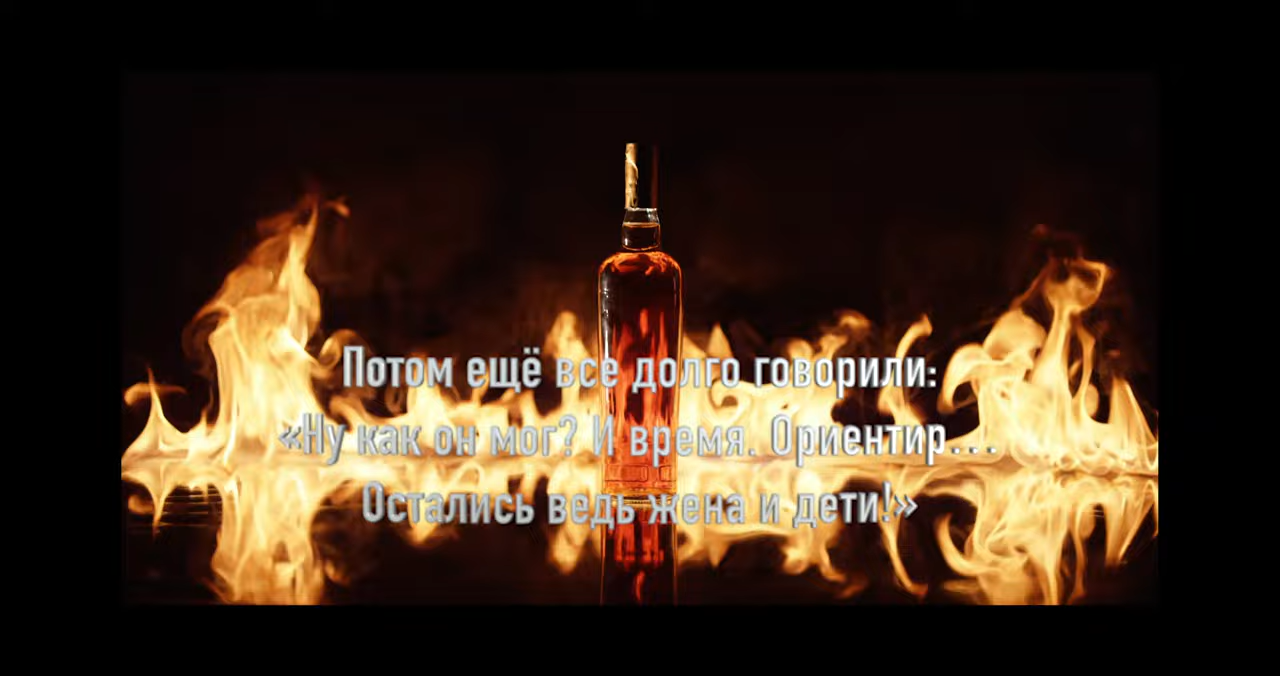 Потом ещё все долго говорили:
«Ну как он мог? И время. Ориентир...
Остались ведь жена и дети!»